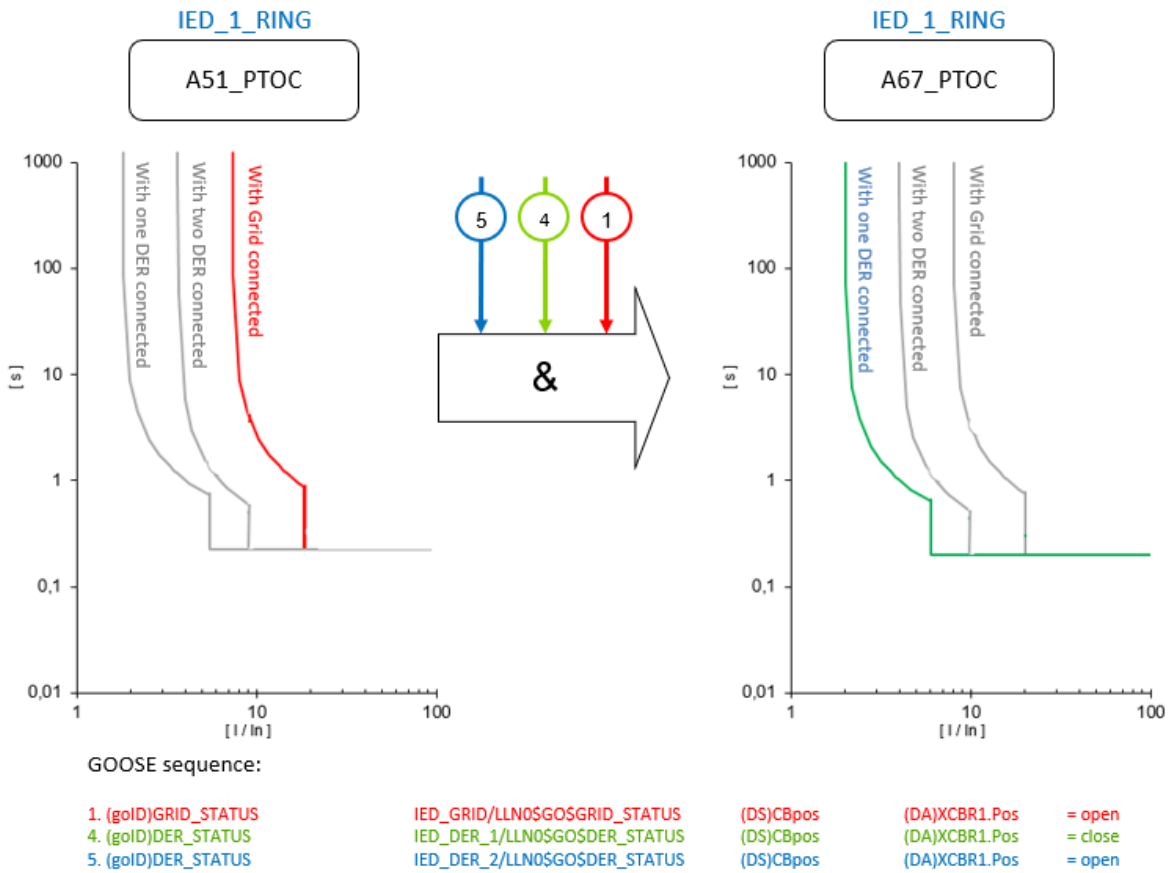 IED_1_RING
A51_PTOC
1000
100
10
1
0,1
0,01
[ s ]
1
10
100
[ I / In ]
With one DER connected
With two DER connected
With Grid connected
5
4
1
&
IED_1_RING
A67_PTOC
1000
100
10
1
0,1
0,01
[ s ]
1
10
100
[ I / In ]
With one DER connected
With two DER connected
With Grid connected
GOOSE sequence:
1. (goID)GRID_STATUS IED_GRID/LLN0$GO$GRID_STATUS (DS)CBpos (DA)XCBR1.Pos = open
4. (goID)DER_STATUS IED_DER_1/LLN0$GO$DER_STATUS (DS)CBpos (DA)XCBR1.Pos = close
5. (goID)DER_STATUS IED_DER_2/LLN0$GO$DER_STATUS (DS)CBpos (DA)XCBR1.Pos = open